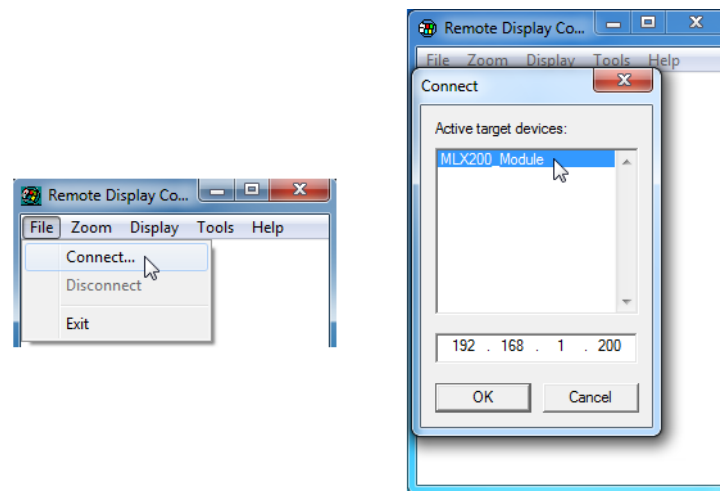 Remote Display Co...
File Zoom Display Tools Help
Connect...
Disconnect
Exit
Remote Display Co...
File Zoom Display Tools Help
Connect
Active target devices:
MLX200_Module
192 . 168 . 1 . 200
OK Cancel